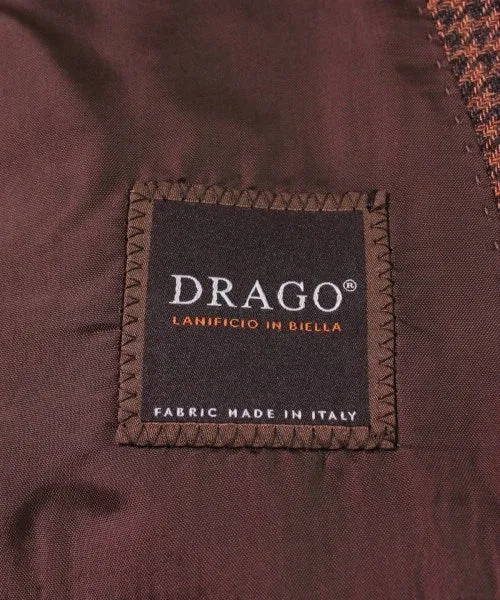 DRAGO®
LANIFICIO IN BIELLA
FABRIC MADE IN ITALY